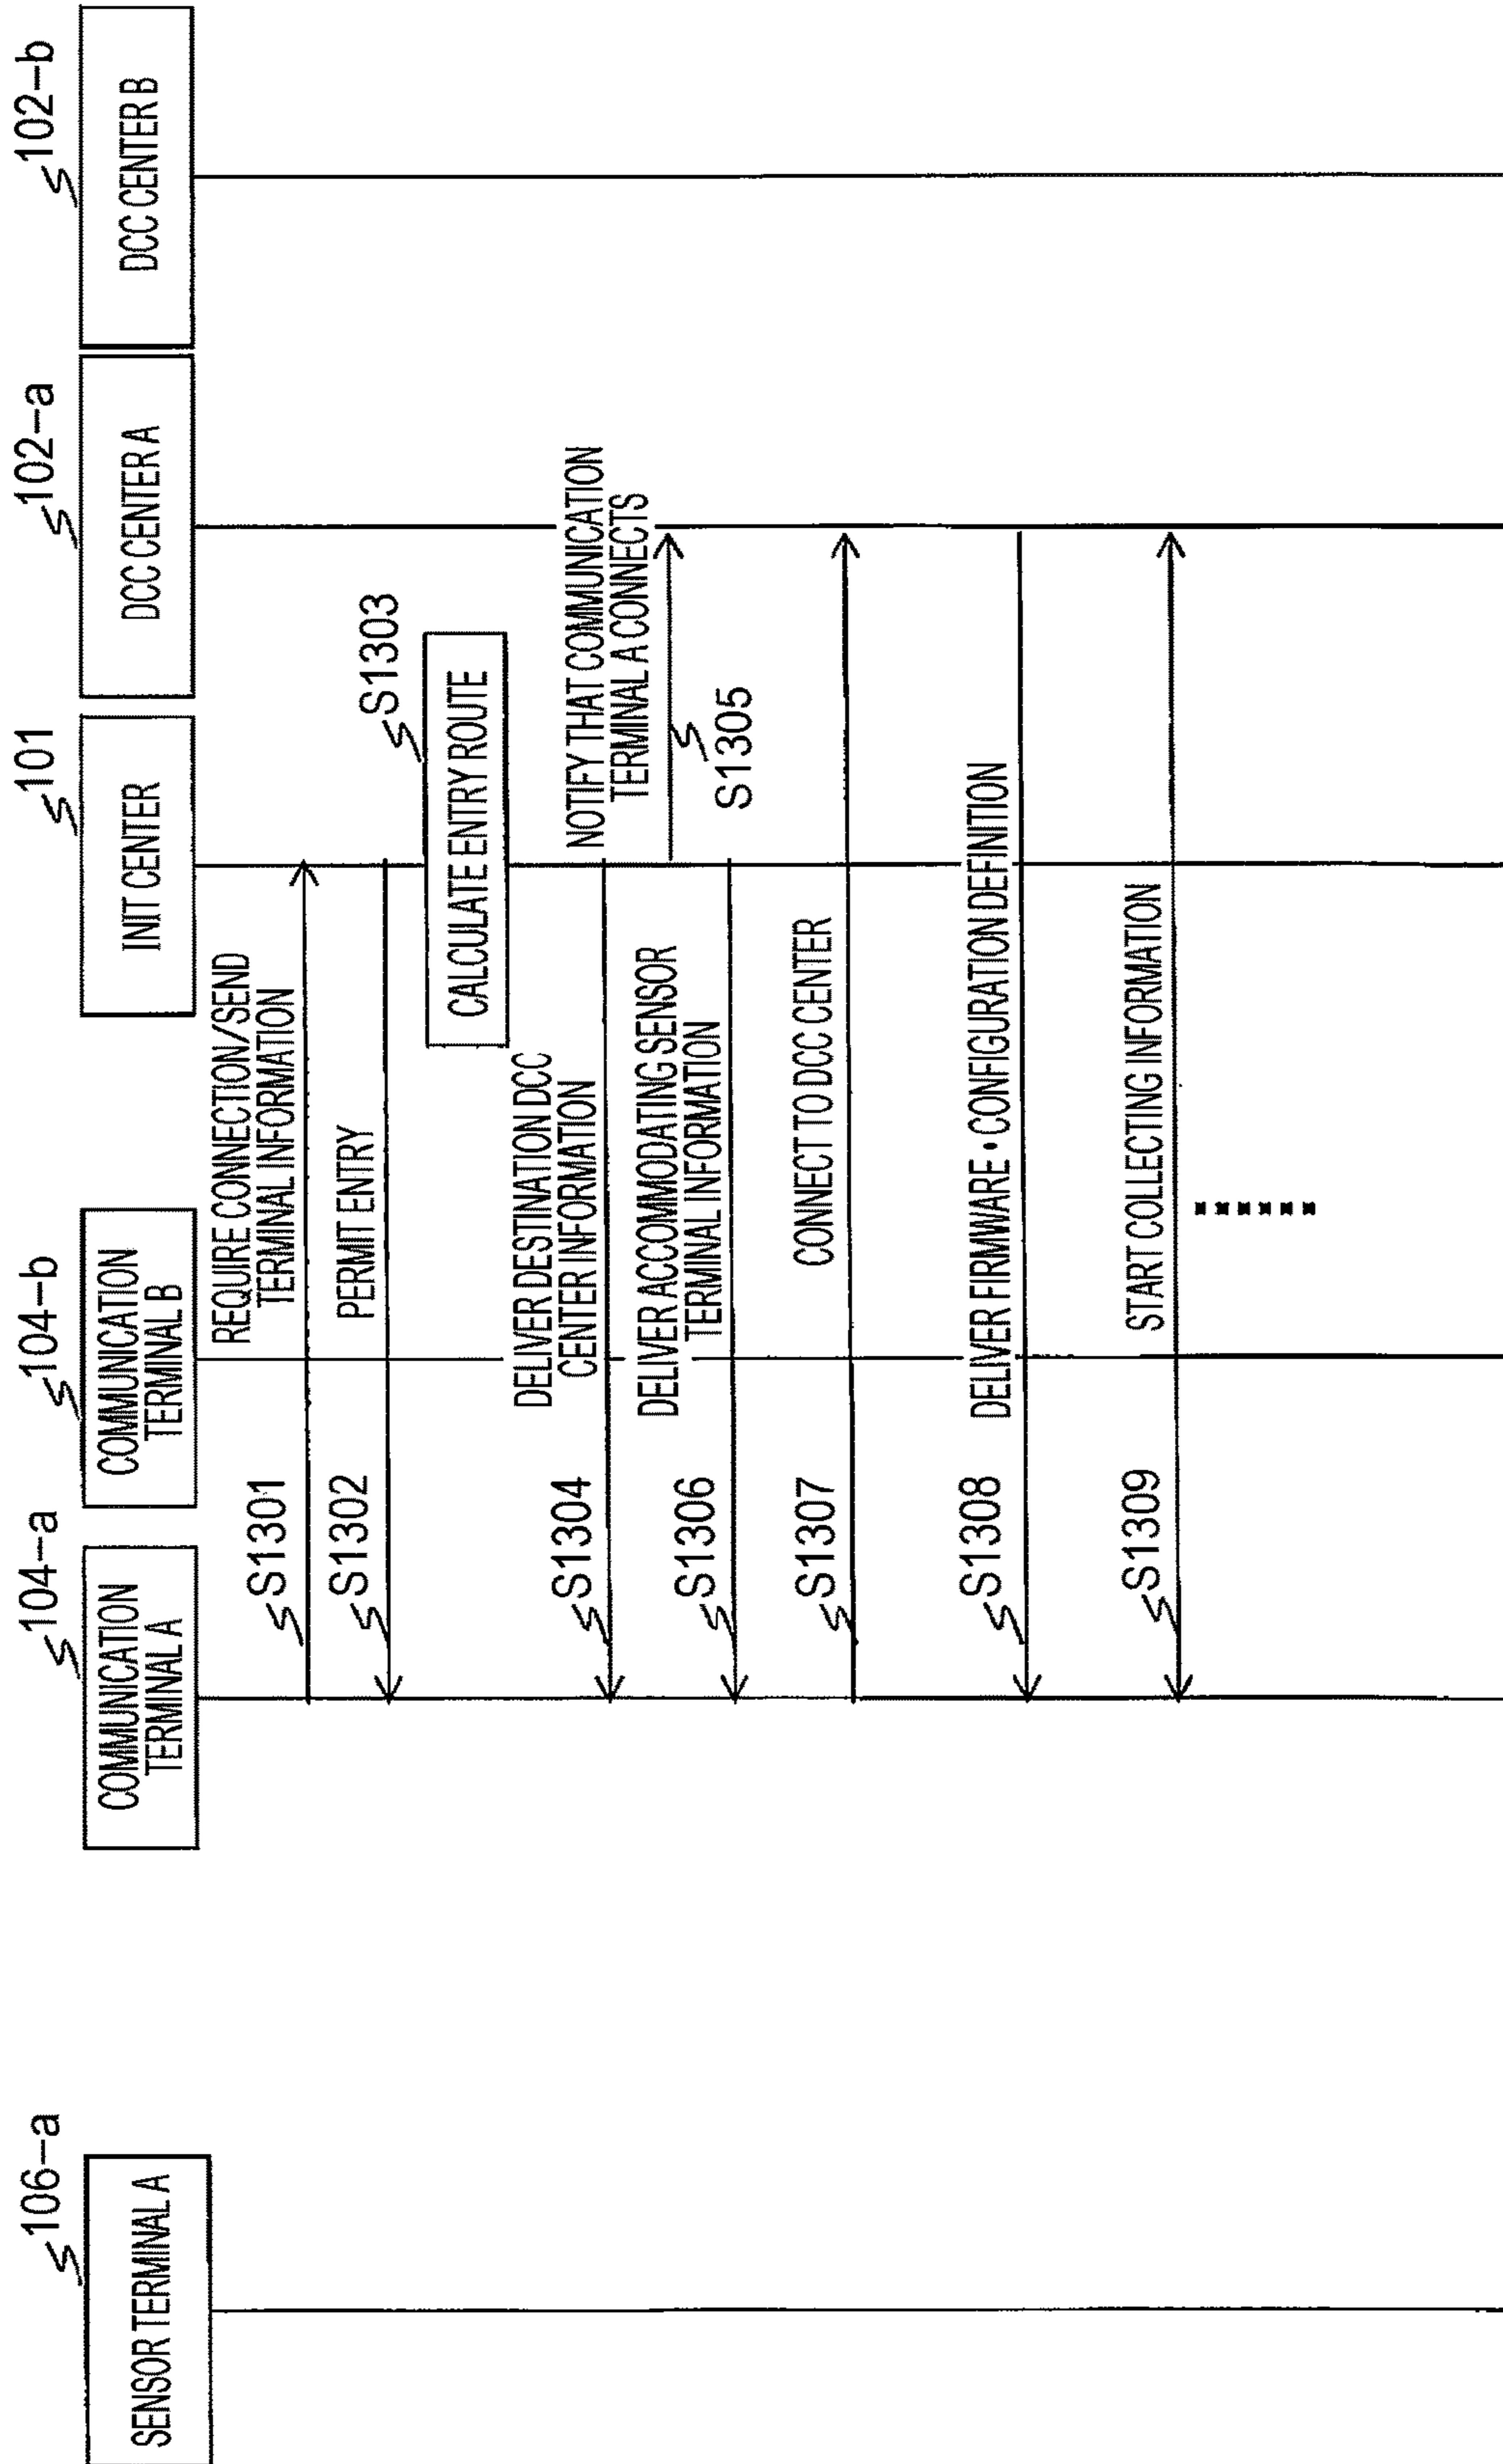 106-a
SENSOR TERMINAL A
104-a
COMMUNICATION
TERMINAL A
104-b
COMMUNICATION
TERMINAL B
101
INIT CENTER
102-a
DCC CENTER A
102-b
DCC CENTER B
S1301
REQUIRE CONNECTION/SEND
TERMINAL INFORMATION
S1302
PERMIT ENTRY
S1303
CALCULATE ENTRY ROUTE
S1304
DELIVER DESTINATION DCC
CENTER INFORMATION
NOTIFY THAT COMMUNICATION
TERMINAL A CONNECTS
S1305
S1306
DELIVER ACCOMMODATING SENSOR
TERMINAL INFORMATION
S1307
CONNECT TO DCC CENTER
S1308
DELIVER FIRMWARE • CONFIGURATION DEFINITION
S1309
START COLLECTING INFORMATION